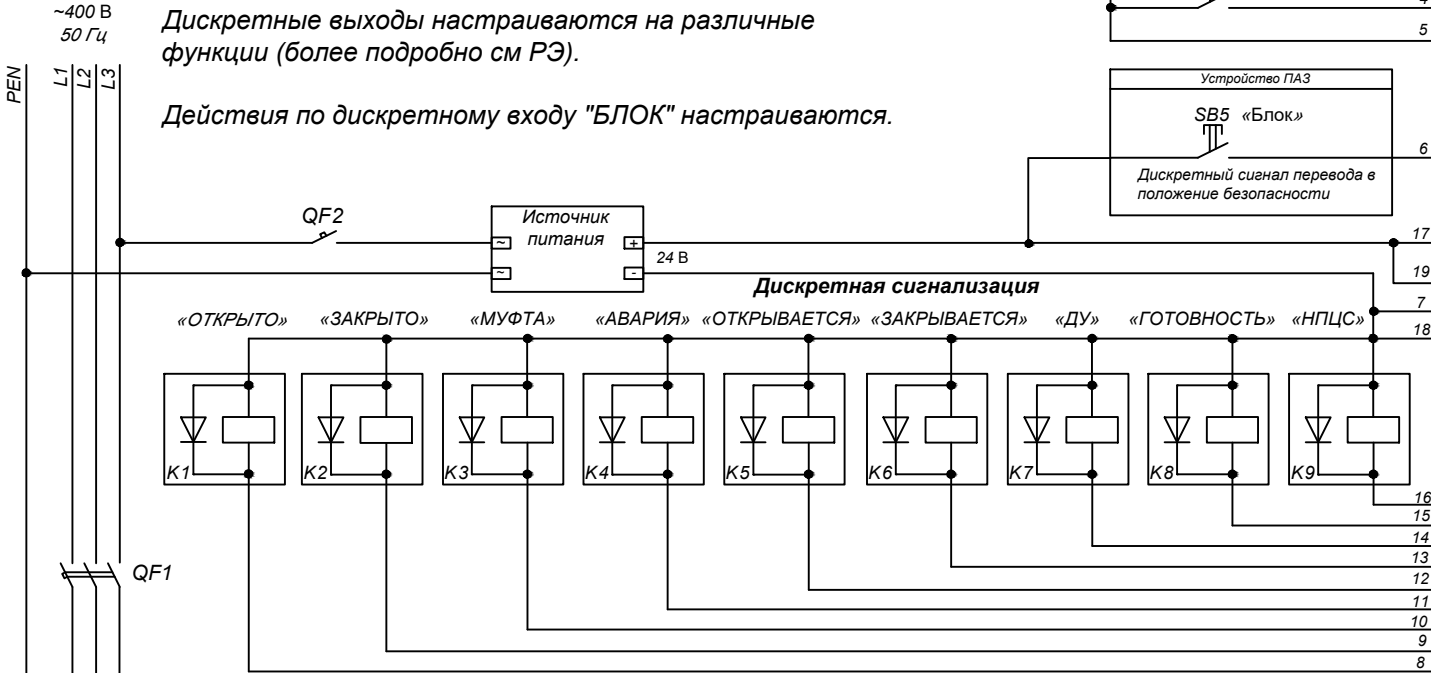 ~400 В
50 Гц
PEN
L1
L2
L3
Дискретные выходы настраиваются на различные
функции (более подробно см РЭ).
Действия по дискретному входу "БЛОК" настраиваются.
5
Устройство ПАЗ
SB5 «Блок»
6
Дискретный сигнал перевода в
положение безопасности
QF2
Источник
питания
~
+
~
-
24 В
17
19
Дискретная сигнализация
7
18
«ОТКРЫТО» «ЗАКРЫТО» «МУФТА» «АВАРИЯ» «ОТКРЫВАЕТСЯ» «ЗАКРЫВАЕТСЯ» «ДУ» «ГОТОВНОСТЬ» «НПЦС»
K1 K2 K3 K4 K5 K6 K7 K8 K9
16
15
14
13
12
11
10
9
8
QF1